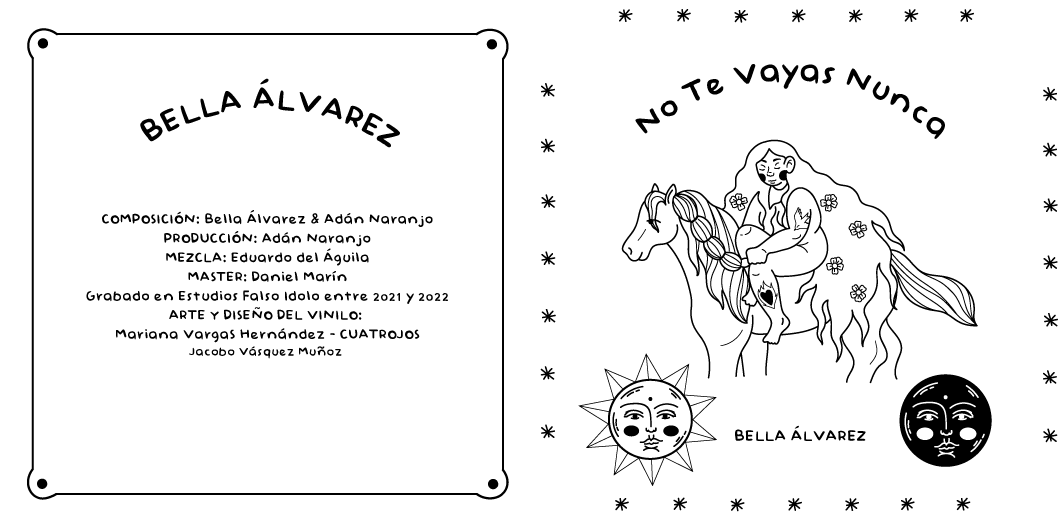 BELLA ÁLVAREZ
COMPOSICIÓN: Bella Álvarez & Adán Naranjo
PRODUCCIÓN: Adán Naranjo
MEZCLA: Eduardo del Águila
MASTER: Daniel Marín
Grabado en Estudios Falso Idolo entre 2021 y 2022
ARTE Y DISEÑO DEL VINILO:
Mariana Vargas Hernández - CUATROJOS
Jacobo Vásquez Muñoz
No Te Vayas Nunca
BELLA ÁLVAREZ